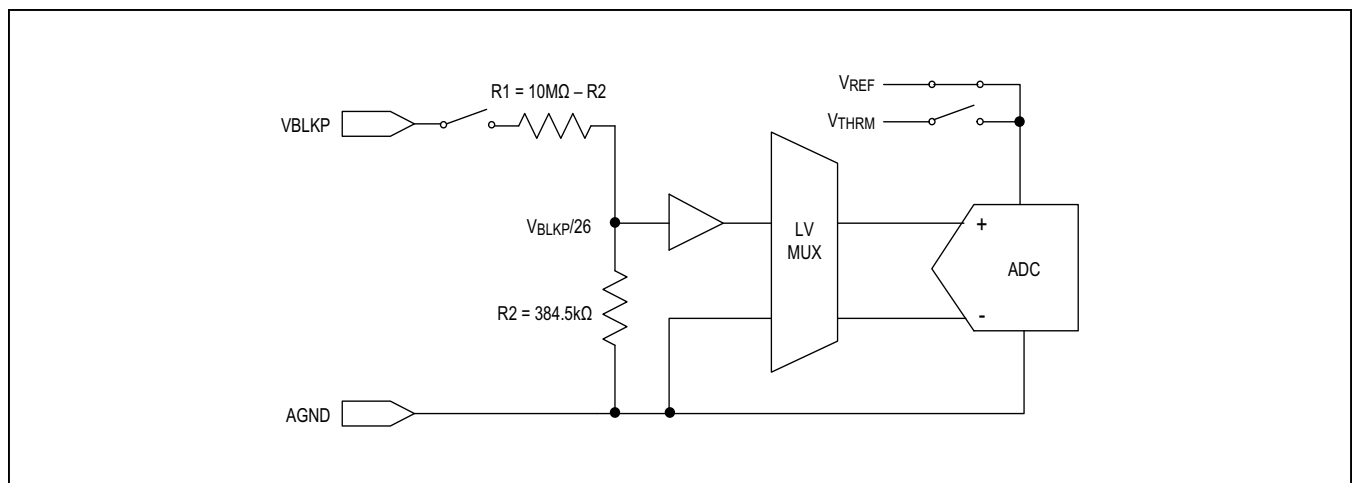 VREF
R1 = 10MΩ – R2
VBLKP
VTHRM
VBLKP/26
LV
MUX
+
ADC
R2 = 384.5kΩ
-
AGND